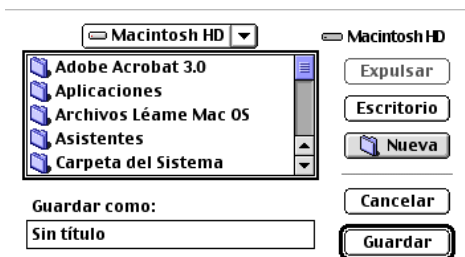 Macintosh HD
Macintosh HD
Adobe Acrobat 3.0
Aplicaciones
Archivos Léame Mac OS
Asistentes
Carpeta del Sistema
Expulsar
Escritorio
Nueva
Guardar como:
Sin título
Cancelar
Guardar